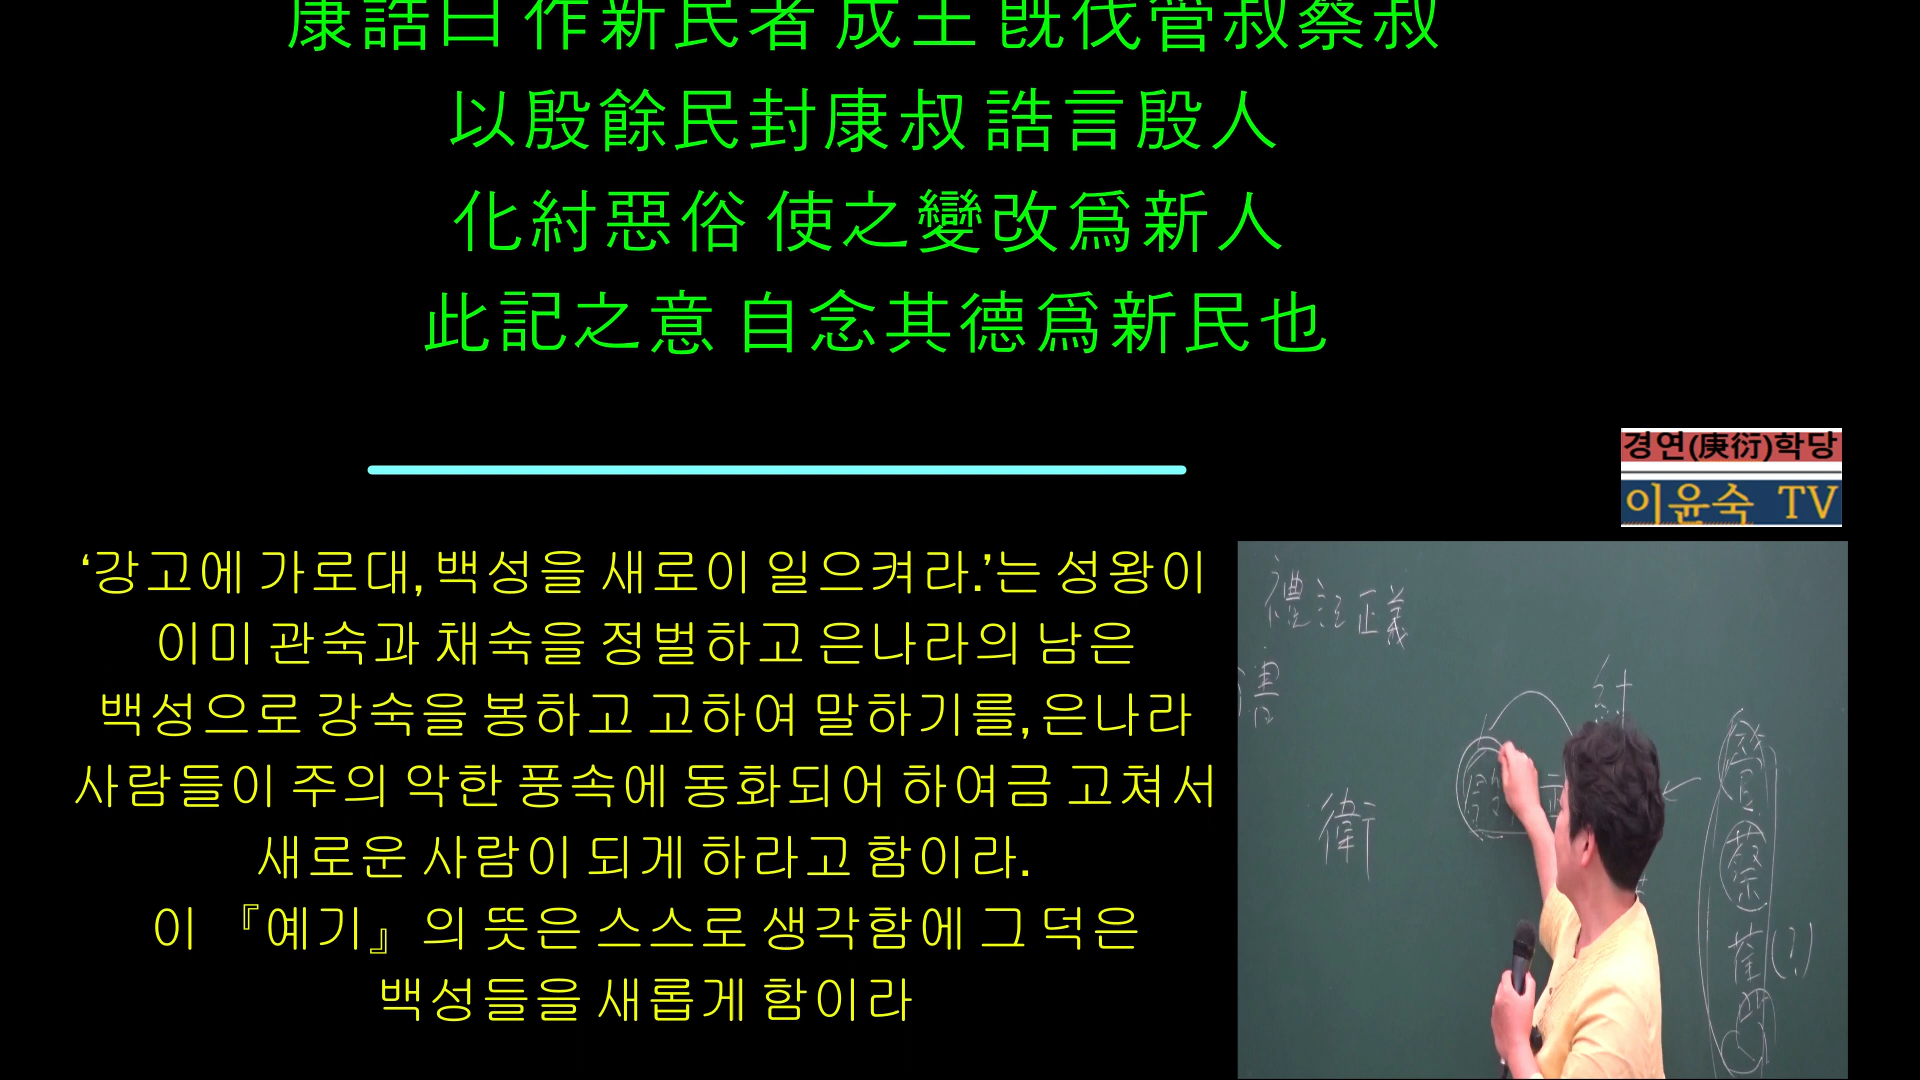 康誥曰 作新民者 成王 旣伐管叔蔡叔
以殷餘民封康叔 誥言殷人
化紂惡俗 使之變改爲新人
此記之意 自念其德爲新民也
경연(庚衍)학당
이윤숙 TV
‘강고에 가로대, 백성을 새로이 일으켜라.’는 성왕이
이미 관숙과 채숙을 정벌하고 은나라의 남은
백성으로 강숙을 봉하고 고하여 말하기를, 은나라
사람들이 주의 악한 풍속에 동화되어 하여금 고쳐서
새로운 사람이 되게 하라고 함이라.
이 『예기』의 뜻은 스스로 생각함에 그 덕은
백성들을 새롭게 함이라
禮記正義
紂
衛
管
蔡